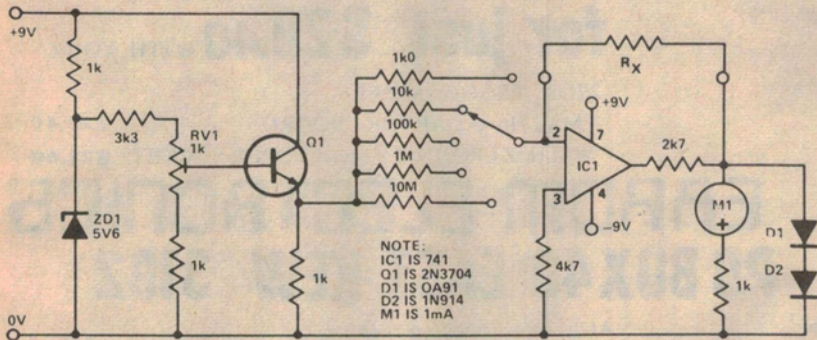 +9V
1k
3k3
RV1
1k
ZD1
5V6
1k
0V
Q1
1k
1k0
10k
100k
1M
10M
NOTE:
IC1 IS 741
Q1 IS 2N3704
D1 IS OA91
D2 IS 1N914
M1 IS 1mA
RX
+9V
2
7
IC1
3
4
-9V
4k7
2k7
M1
+
1k
D1
D2